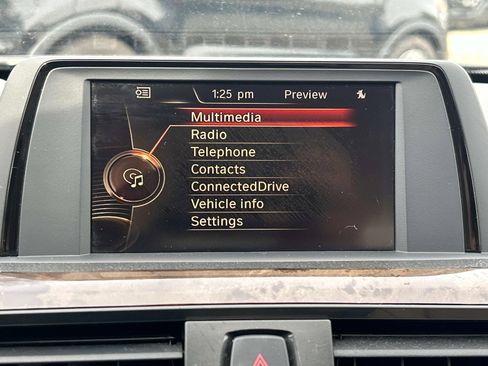 1:25 pm Preview
Multimedia
Radio
Telephone
Contacts
ConnectedDrive
Vehicle info
Settings